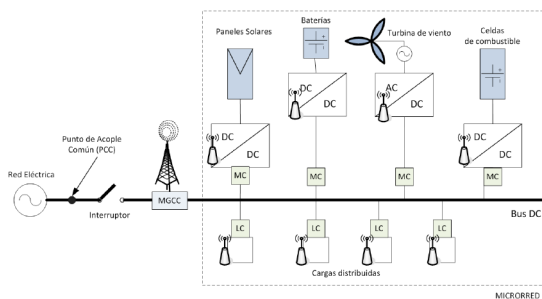 Baterías
Paneles Solares
Turbina de viento
Celdas
de combustible
DC
DC
AC
DC
DC
DC
DC
DC
Punto de Acople
Común (PCC)
Red Eléctrica
MC
MC
MC
MC
Interruptor
MGCC
Bus DC
LC
LC
LC
LC
Cargas distribuidas
MICRORRED